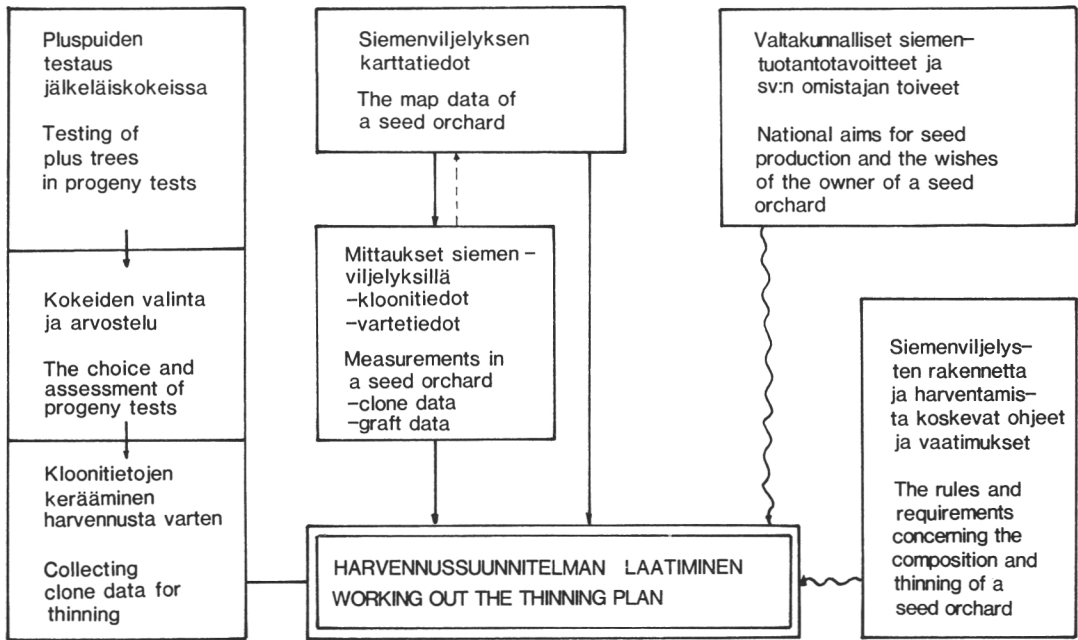 Pluspuiden
testaus
jälkeläiskokeissa
Testing of
plus trees
in progeny tests
Kokeiden valinta
ja arvostelu
The choice and
assessment of
progeny tests
Kloonitietojen
kerääminen
harvennusta varten
Collecting
clone data for
thinning
Siemenviljelyksen
karttatiedot
The map data of
a seed orchard
Mittaukset siemen–
viljelyksillä
–kloonitiedot
–vartetiedot
Measurements in
a seed orchard
–clone data
–graft data
Valtakunnalliset siemen–
tuotantotavoitteet ja
sv:n omistajan toiveet
National aims for seed
production and the wishes
of the owner of a seed
orchard
Siemenviljelys–
ten rakennetta
ja harventamis–
ta koskevat ohjeet
ja vaatimukset
The rules and
requirements
concerning the
composition and
thinning of a
seed orchard
HARVENNUSSUUNNITELMAN LAATIMINEN
WORKING OUT THE THINNING PLAN